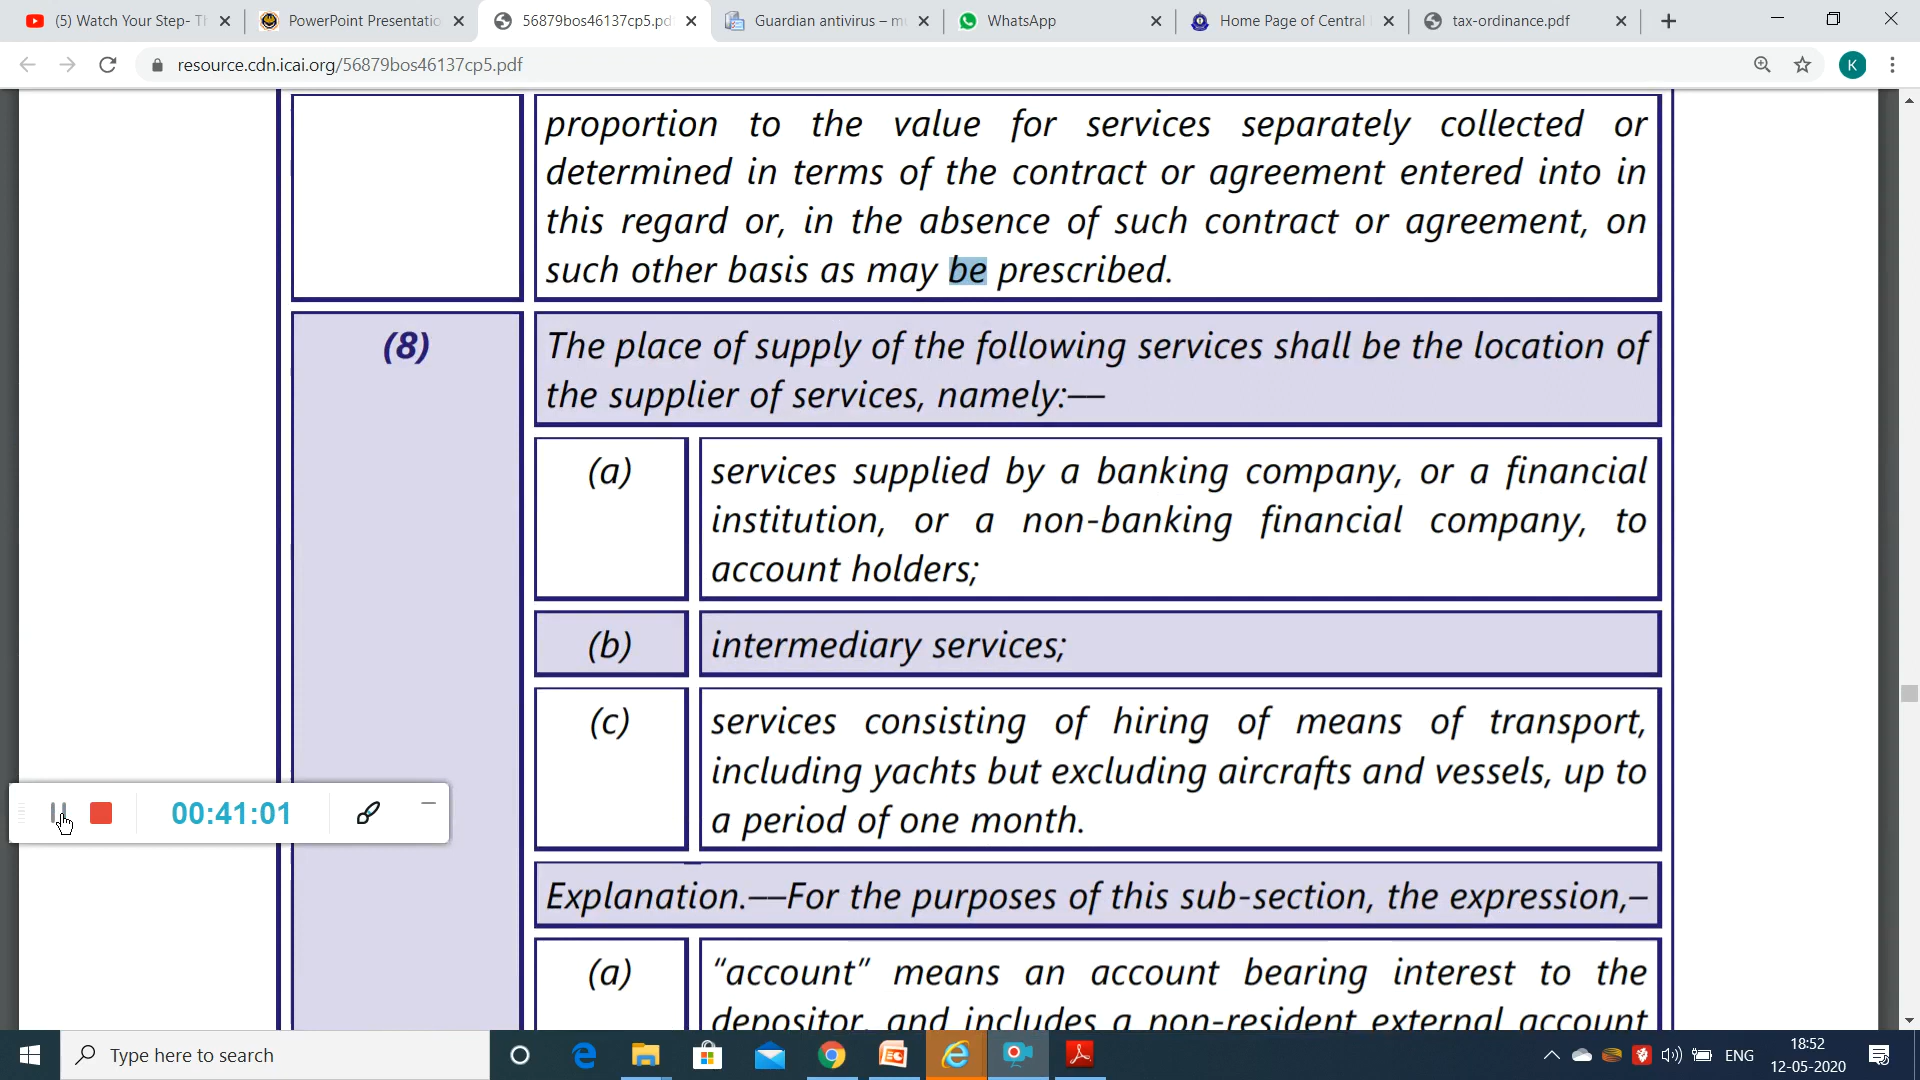 (5) Watch Your Step- Th
PowerPoint Presentatio
56879bos46137cp5.pd
Guardian antivirus – m
WhatsApp
Home Page of Central
tax-ordinance.pdf
resource.cdn.icai.org/56879bos46137cp5.pdf
K
proportion to the value for services separately collected or
determined in terms of the contract or agreement entered into in
this regard or, in the absence of such contract or agreement, on
such other basis as may be prescribed.
(8)
The place of supply of the following services shall be the location of
the supplier of services, namely:––
(a)
services supplied by a banking company, or a financial
institution, or a non-banking financial company, to
account holders;
(b)
intermediary services;
(c)
services consisting of hiring of means of transport,
including yachts but excluding aircrafts and vessels, up to
a period of one month.
00:41:01
Explanation.––For the purposes of this sub-section, the expression,–
(a)
“account” means an account bearing interest to the
depositor, and includes a non-resident external account
Type here to search
ENG
18:52
12-05-2020